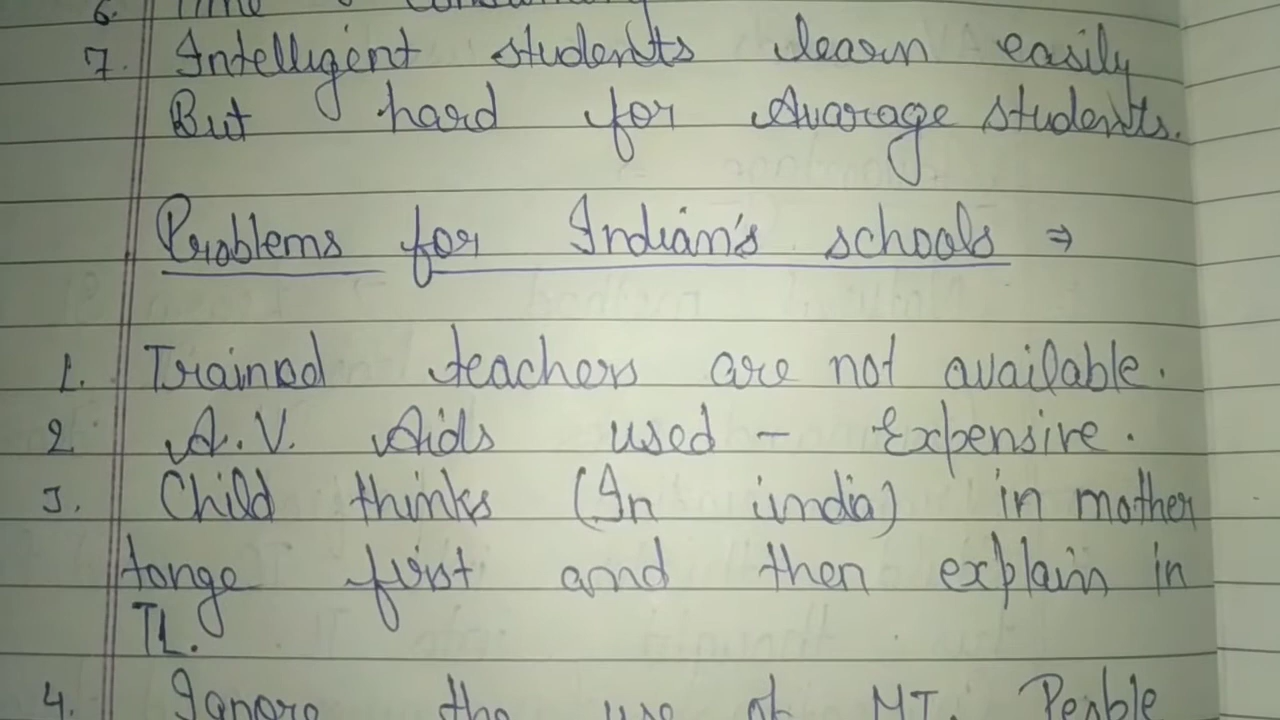 6. Time
7. Intelligent students learn easily
But hard for Avarage students.
Problems for Indian's schools ⇒
1. Trained teachers are not available.
2 A.V. Aids used - Expensive.
3. Child thinks (In india) in mother
tonge first and then explain in
TL.
4. Ignore the use of MT.